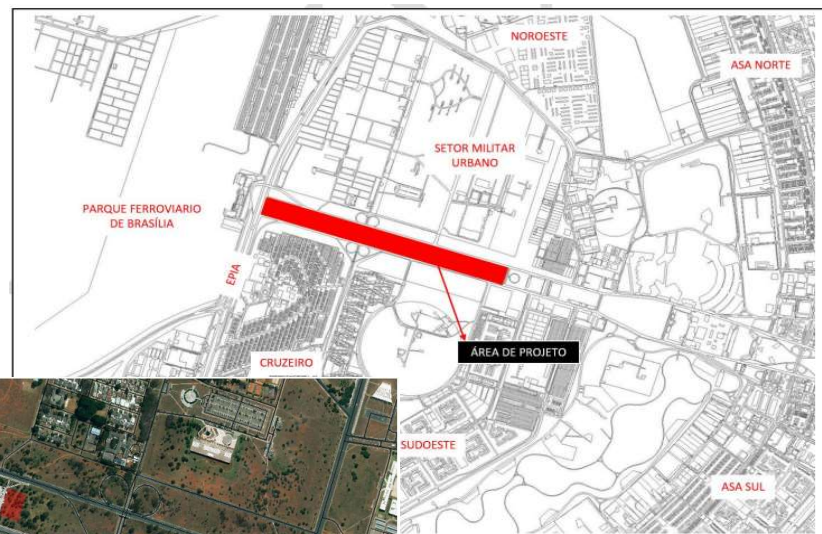 NOROESTE
ASA NORTE
SETOR MILITAR
URBANO
PARQUE FERROVIARIO
DE BRASÍLIA
EPIA
ÁREA DE PROJETO
CRUZEIRO
SUDOESTE
ASA SUL